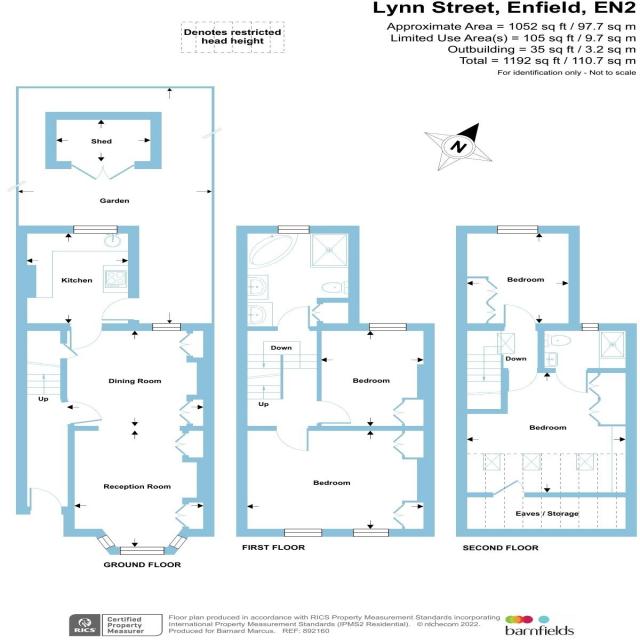 Lynn Street, Enfield, EN2
Approximate Area = 1052 sq ft / 97.7 sq m
Limited Use Area(s) = 105 sq ft / 9.7 sq m
Outbuilding = 35 sq ft / 3.2 sq m
Total = 1192 sq ft / 110.7 sq m
For identification only - Not to scale
Denotes restricted
head height
N
Shed
Garden
Kitchen
Dining Room
Up
Reception Room
GROUND FLOOR
Down
Up
Bedroom
Bedroom
FIRST FLOOR
Bedroom
Down
Bedroom
Eaves / Storage
SECOND FLOOR
RICS
Certified
Property
Measurer
Floor plan produced in accordance with RICS Property Measurement Standards incorporating
International Property Measurement Standards (IPMS2 Residential). © nichecom 2022.
Produced for Barnard Marcus. REF: 892160
barnfields